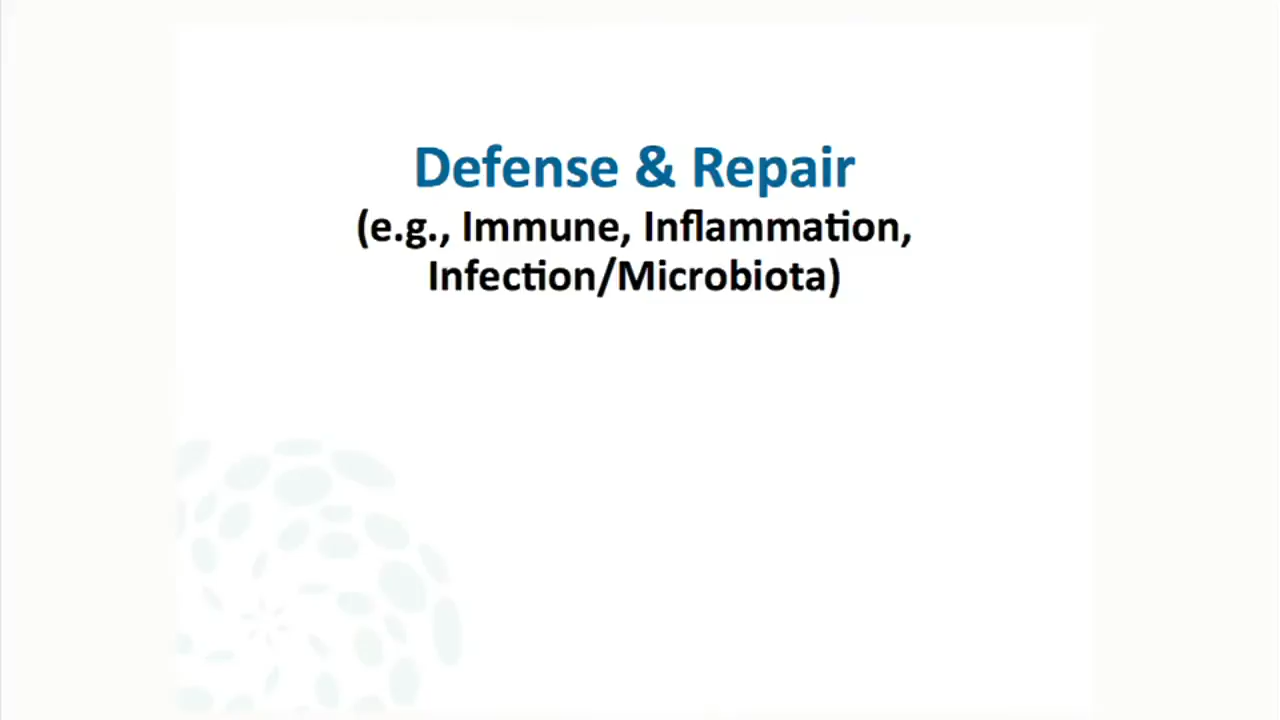 Defense & Repair
(e.g., Immune, Inflammation,
Infection/Microbiota)